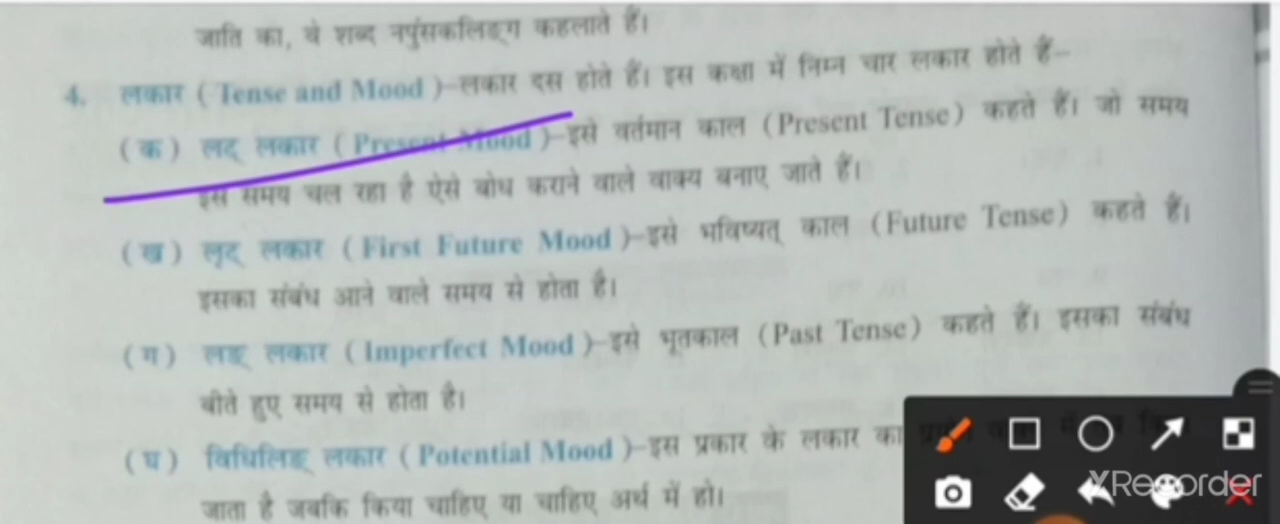 जाति का, वे शब्द नपुंसकलिङ्ग कहलाते हैं।
4. लकार (Tense and Mood)-लकार दस होते हैं। इस कक्षा में निम्न चार लकार होते हैं-
(क) लट् लकार (Present Mood)-इसे वर्तमान काल (Present Tense) कहते हैं। जो समय
इस समय चल रहा है ऐसे बोध कराने वाले वाक्य बनाए जाते हैं।
(ख) लृट् लकार (First Future Mood)-इसे भविष्यत् काल (Future Tense) कहते हैं।
इसका संबंध आने वाले समय से होता है।
(ग) लङ् लकार (Imperfect Mood)-इसे भूतकाल (Past Tense) कहते हैं। इसका संबंध
बीते हुए समय से होता है।
(घ) विधिलिङ् लकार (Potential Mood)-इस प्रकार के लकार का
जाता है जबकि किया चाहिए या चाहिए अर्थ में हो।
XRecorder